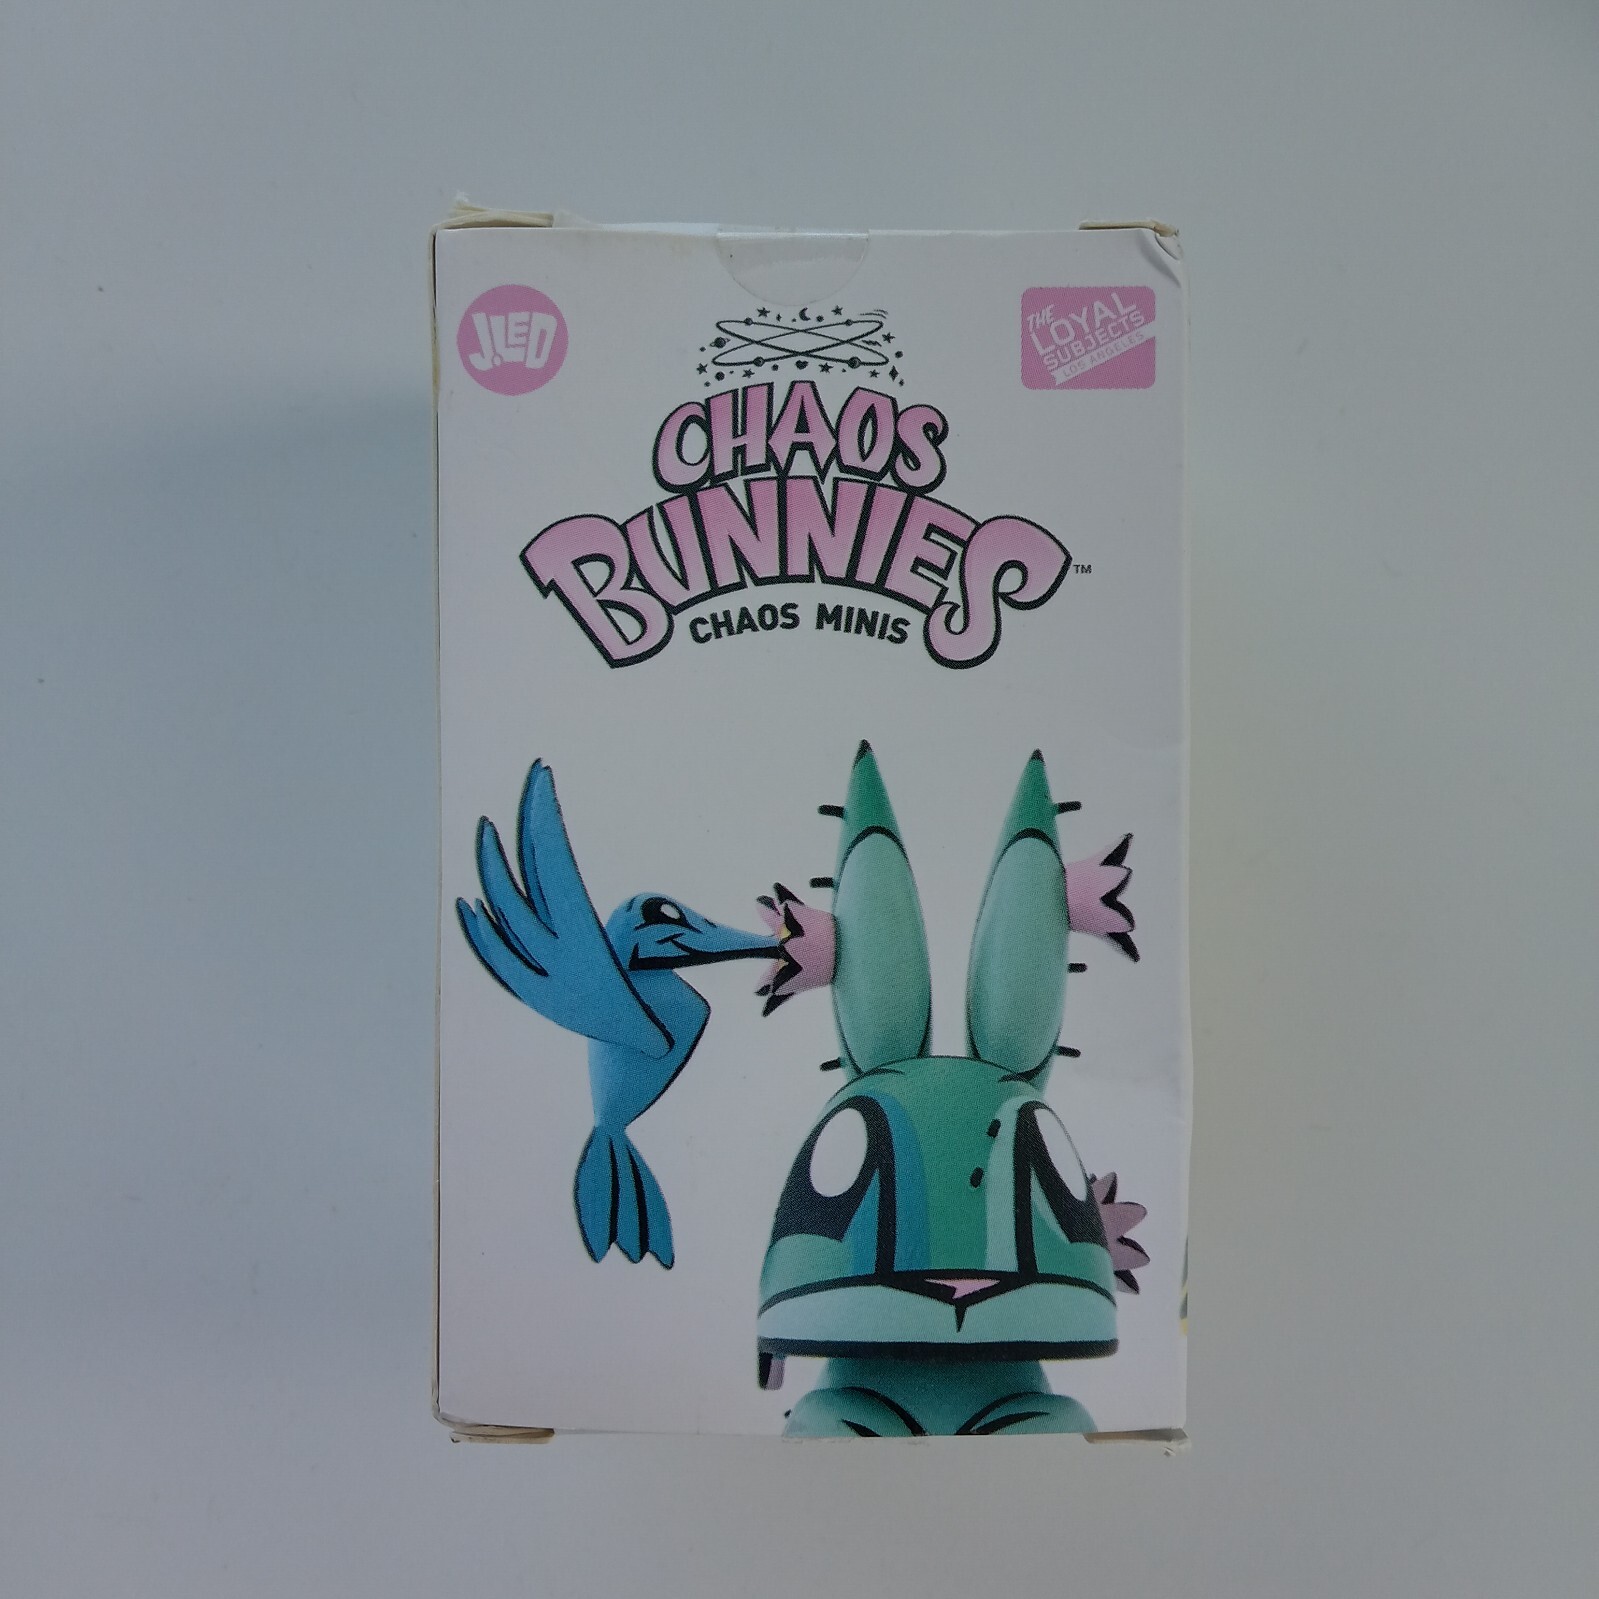 J.LED
THE
LOYAL
SUBJECTS
LOS ANGELES
CHAOS
BUNNIES™
CHAOS MINIS